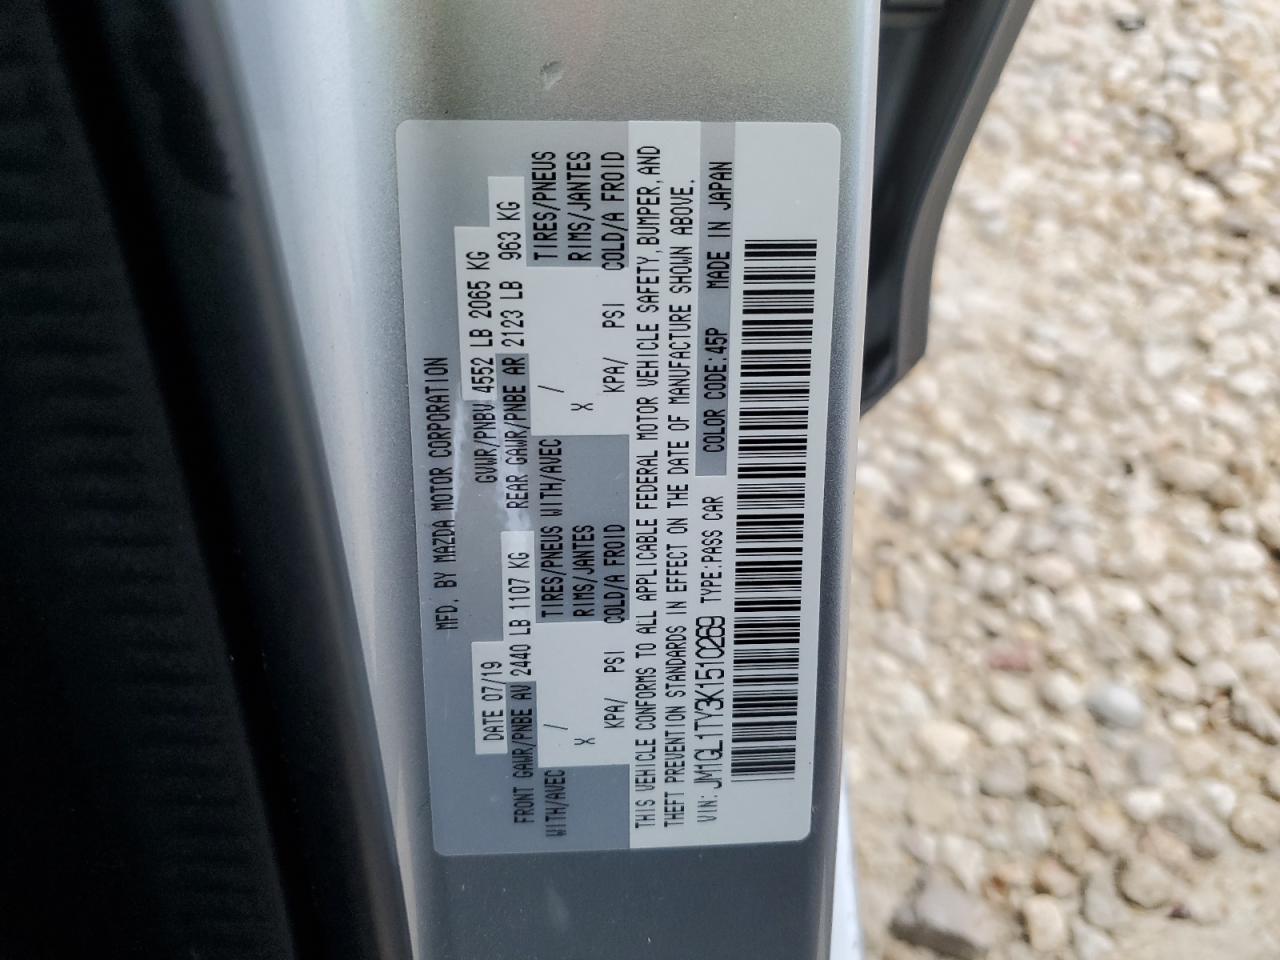 MFD. BY MAZDA MOTOR CORPORATION
DATE 07/19 GVWR/PNBV 4552 LB 2065 KG
FRONT GAWR/PNBE AV 2440 LB 1107 KG REAR GAWR/PNBE AR 2123 LB 963 KG
WITH/AVEC X / TIRES/PNEUS WITH/AVEC X / TIRES/PNEUS
RIMS/JANTES RIMS/JANTES
KPA/ PSI COLD/A FROID KPA/ PSI COLD/A FROID
THIS VEHICLE CONFORMS TO ALL APPLICABLE FEDERAL MOTOR VEHICLE SAFETY, BUMPER, AND
THEFT PREVENTION STANDARDS IN EFFECT ON THE DATE OF MANUFACTURE SHOWN ABOVE.
VIN: JM1GL1TY3K1510269 TYPE: PASS CAR COLOR CODE: 45P MADE IN JAPAN